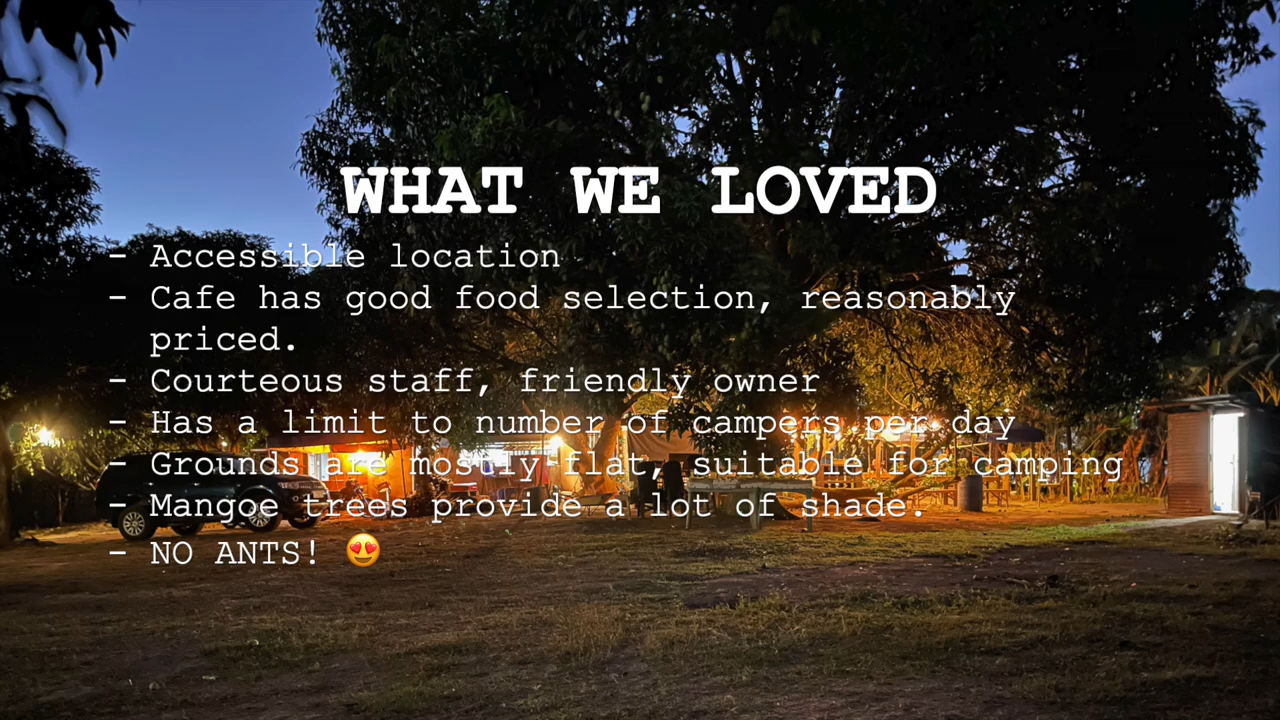 WHAT WE LOVED
- Accessible location
- Cafe has good food selection, reasonably
priced.
- Courteous staff, friendly owner
- Has a limit to number of campers per day
- Grounds are mostly flat, suitable for camping
- Mangoe trees provide a lot of shade.
- NO ANTS! 😍